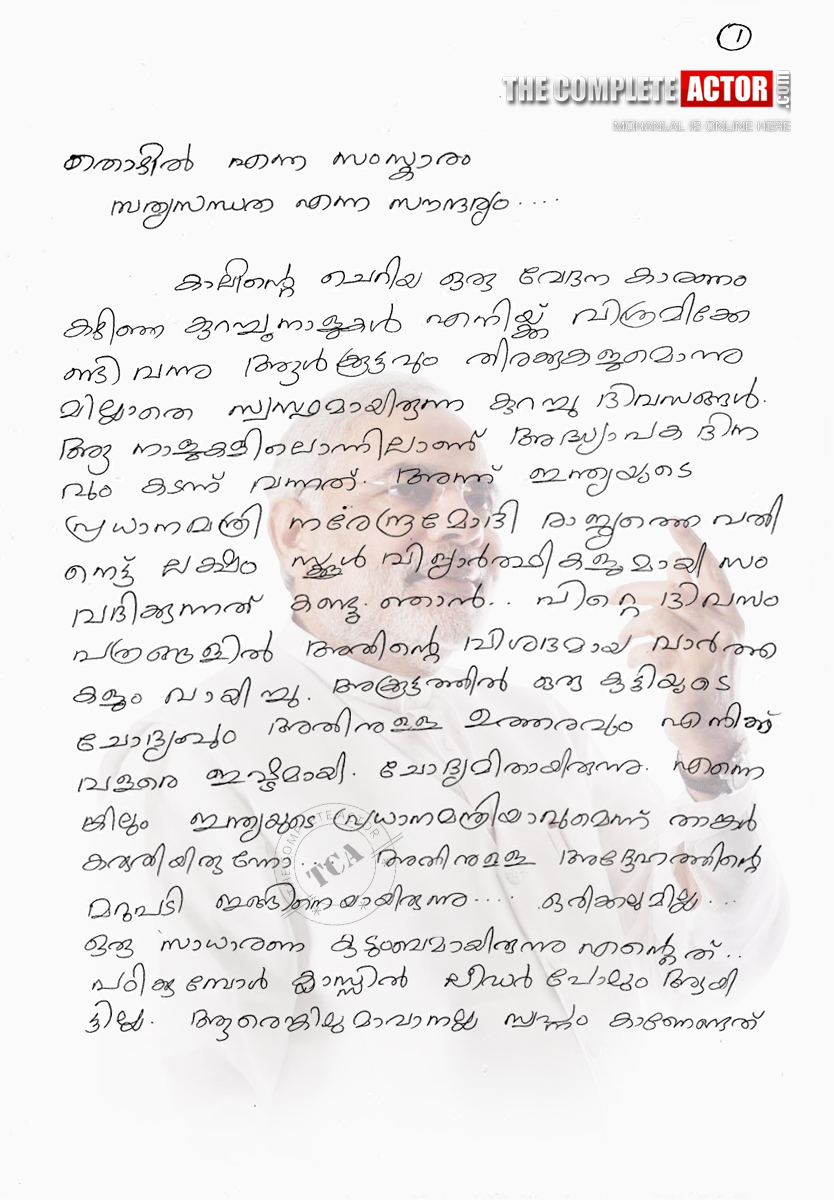 1
THE COMPLETE ACTOR .com
MOHANLAL IS ONLINE HERE
തൊട്ടിൽ എന്ന സംസ്കാരം
സത്യസന്ധത എന്ന സൗന്ദര്യം ....
കാലിന്റെ ചെറിയ ഒരു വേദന കാരണം
കഴിഞ്ഞ കുറച്ചുനാളുകൾ എനിയ്ക്ക് വിശ്രമിക്കേ
ണ്ടി വന്നു ആൾക്കൂട്ടവും തിരക്കുകളുമൊന്നു
മില്ലാതെ സ്വസ്ഥമായിരുന്ന കുറച്ചു ദിവസങ്ങൾ.
ആ നാളുകളിലൊന്നിലാണ് അദ്ധ്യാപക ദിന
വും കടന്ന് വന്നത്. അന്ന് ഇന്ത്യയുടെ
പ്രധാനമന്ത്രി നരേന്ദ്രമോദി രാജ്യത്തെ പതി
നെട്ട് ലക്ഷം സ്ക്കൂൾ വിദ്യാർത്ഥികളുമായി സം
വദിക്കുന്നത് കണ്ടു ഞാൻ.. പിറ്റെ ദിവസം
പത്രങ്ങളിൽ അതിന്റെ വിശദമായ വാർത്ത
കളും വായിച്ചു. അക്കൂട്ടത്തിൽ ഒരു കുട്ടിയുടെ
ചോദ്യവും അതിനുള്ള ഉത്തരവും എനിക്ക്
വളരെ ഇഷ്ടമായി. ചോദ്യമിതായിരുന്നു. എന്നെ
ങ്കിലും ഇന്ത്യയുടെ പ്രധാനമന്ത്രിയാവുമെന്ന് താങ്കൾ
കരുതിയിരുന്നോ... അതിനുള്ള അദ്ദേഹത്തിന്റെ
മറുപടി ഇങ്ങിനെയായിരുന്നു.... ഒരിക്കലുമില്ല...
ഒരു സാധാരണ കുടുംബമായിരുന്നു എന്റെത്..
പഠിക്കുമ്പോൾ ക്ലാസ്സിൽ ലീഡർ പോലും ആയി
ട്ടില്ല. ആരെങ്കിലുമാവാനല്ല സ്വപ്നം കാണേണ്ടത്
TCA